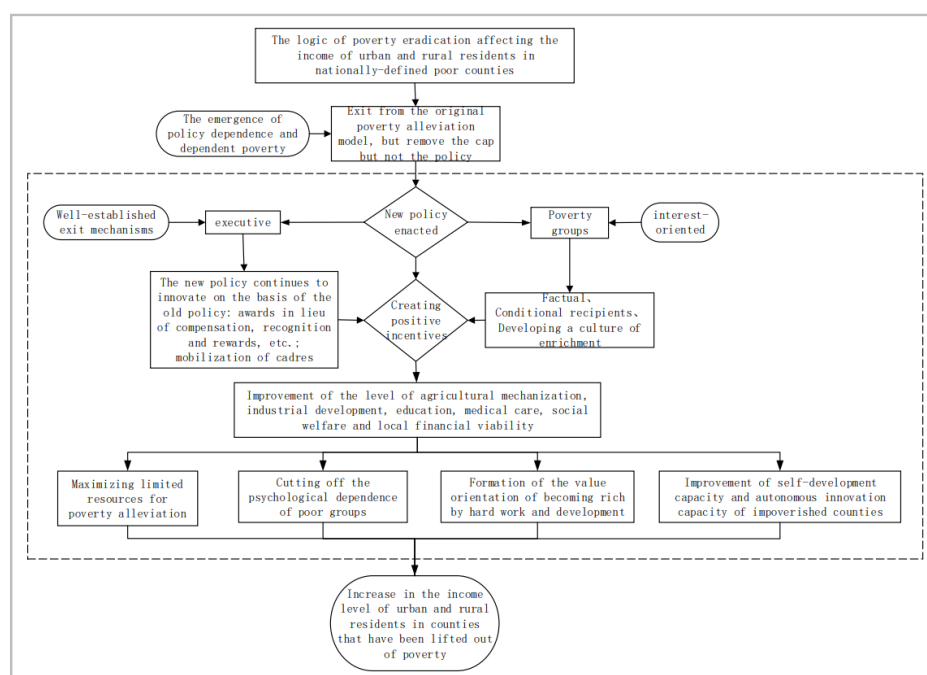 The logic of poverty eradication affecting the
income of urban and rural residents in
nationally-defined poor counties
The emergence of
policy dependence and
dependent poverty
Exit from the original
poverty alleviation
model, but remove the cap
but not the policy
Well-established
exit mechanisms
executive
New policy
enacted
Poverty
groups
interest-
oriented
The new policy continues to
innovate on the basis of the
old policy: awards in lieu
of compensation, recognition
and rewards, etc.;
mobilization of cadres
Creating
positive
incentives
Factual、
Conditional recipients、
Developing a culture of
enrichment
Improvement of the level of agricultural mechanization,
industrial development, education, medical care, social
welfare and local financial viability
Maximizing limited
resources for
poverty alleviation
Cutting off the
psychological dependence
of poor groups
Formation of the value
orientation of becoming rich
by hard work and development
Improvement of self-development
capacity and autonomous innovation
capacity of impoverished counties
Increase in the income
level of urban and rural
residents in counties
that have been lifted out
of poverty